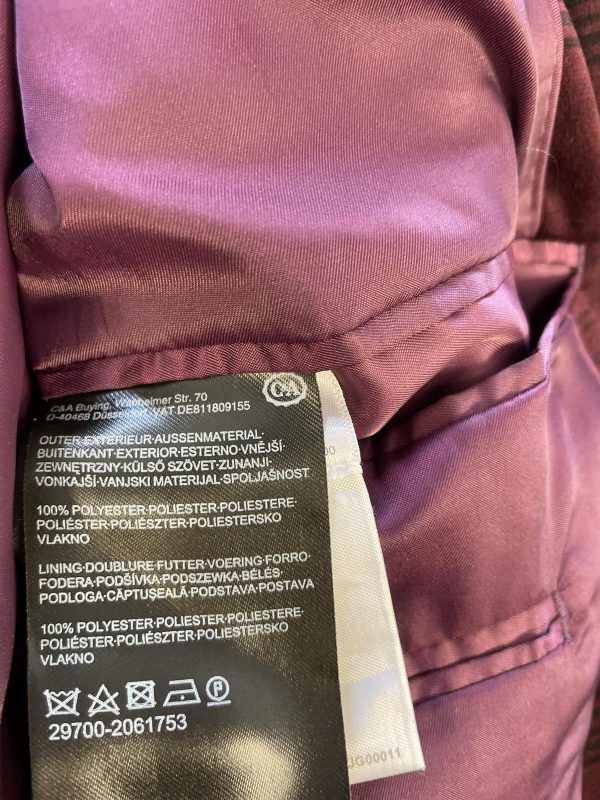 C&A
C&A Buying, Wanheimer Str. 70
D-40468 Düsseldorf, VAT DE811809155
OUTER·EXTERIEUR·AUSSENMATERIAL·
BUITENKANT·EXTERIOR·ESTERNO·VNĚJŠÍ·
ZEWNĘTRZNY·KÜLSŐ SZÖVET·ZUNANJI·
VONKAJŠÍ·VANJSKI MATERIJAL·SPOLJAŠNOST
100% POLYESTER·POLIESTER·POLIESTERE·
POLIÉSTER·POLIÉSZTER·POLIESTERSKO
VLAKNO
LINING·DOUBLURE·FUTTER·VOERING·FORRO·
FODERA·PODŠÍVKA·PODSZEWKA·BÉLÉS·
PODLOGA·CĂPTUŞEALĂ·PODSTAVA·POSTAVA
100% POLYESTER·POLIESTER·POLIESTERE·
POLIÉSTER·POLIÉSZTER·POLIESTERSKO
VLAKNO
P
29700-2061753
JG00011